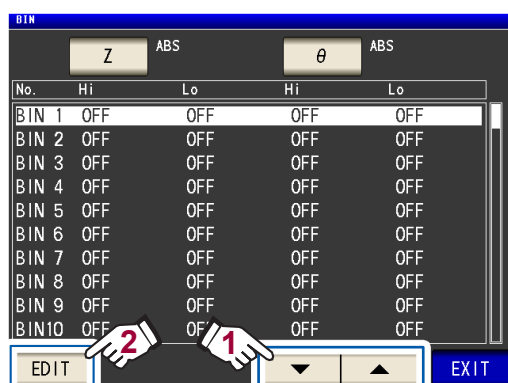 BIN
Z ABS θ ABS
No. Hi Lo Hi Lo
BIN 1 OFF OFF OFF OFF
BIN 2 OFF OFF OFF OFF
BIN 3 OFF OFF OFF OFF
BIN 4 OFF OFF OFF OFF
BIN 5 OFF OFF OFF OFF
BIN 6 OFF OFF OFF OFF
BIN 7 OFF OFF OFF OFF
BIN 8 OFF OFF OFF OFF
BIN 9 OFF OFF OFF OFF
BIN10 OFF OFF OFF OFF
2 1
EDIT ▼ ▲ EXIT